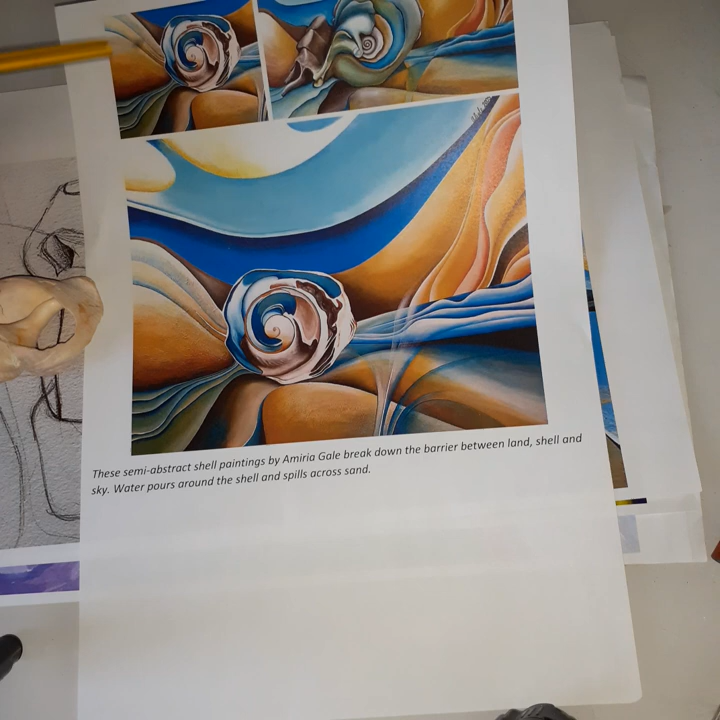 These semi-abstract shell paintings by Amiria Gale break down the barrier between land, shell and
sky. Water pours around the shell and spills across sand.